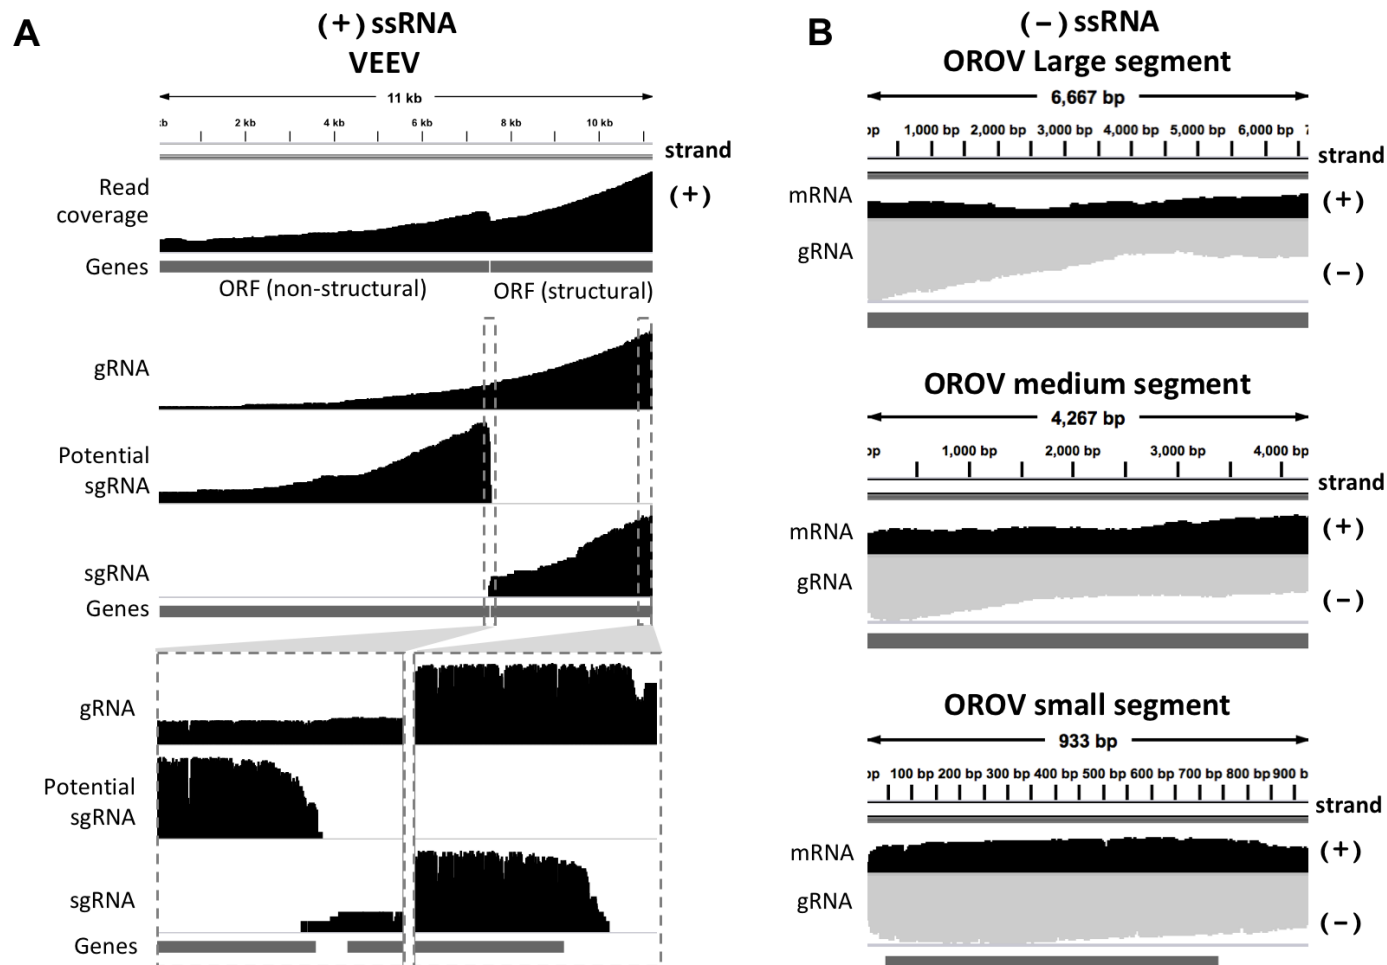 A
(+) ssRNA
VEEV
11 kb
2 kb 4 kb 6 kb 8 kb 10 kb
strand
Read
coverage
(+)
Genes
ORF (non-structural) ORF (structural)
gRNA
Potential
sgRNA
sgRNA
Genes
gRNA
Potential
sgRNA
sgRNA
Genes
B
(−) ssRNA
OROV Large segment
6,667 bp
bp 1,000 bp 2,000 bp 3,000 bp 4,000 bp 5,000 bp 6,000 bp
strand
mRNA (+)
gRNA
(−)
OROV medium segment
4,267 bp
bp 1,000 bp 2,000 bp 3,000 bp 4,000 bp
strand
mRNA (+)
gRNA
(−)
OROV small segment
933 bp
bp 100 bp 200 bp 300 bp 400 bp 500 bp 600 bp 700 bp 800 bp 900 b
strand
mRNA (+)
gRNA
(−)